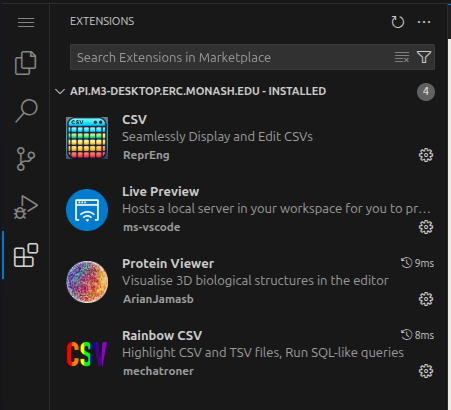 EXTENSIONS
Search Extensions in Marketplace
API.M3-DESKTOP.ERC.MONASH.EDU - INSTALLED
4
CSV
Seamlessly Display and Edit CSVs
ReprEng
Live Preview
Hosts a local server in your workspace for you to pr...
ms-vscode
Protein Viewer
9ms
Visualise 3D biological structures in the editor
ArianJamasb
CSV
Rainbow CSV
8ms
Highlight CSV and TSV files, Run SQL-like queries
mechatroner